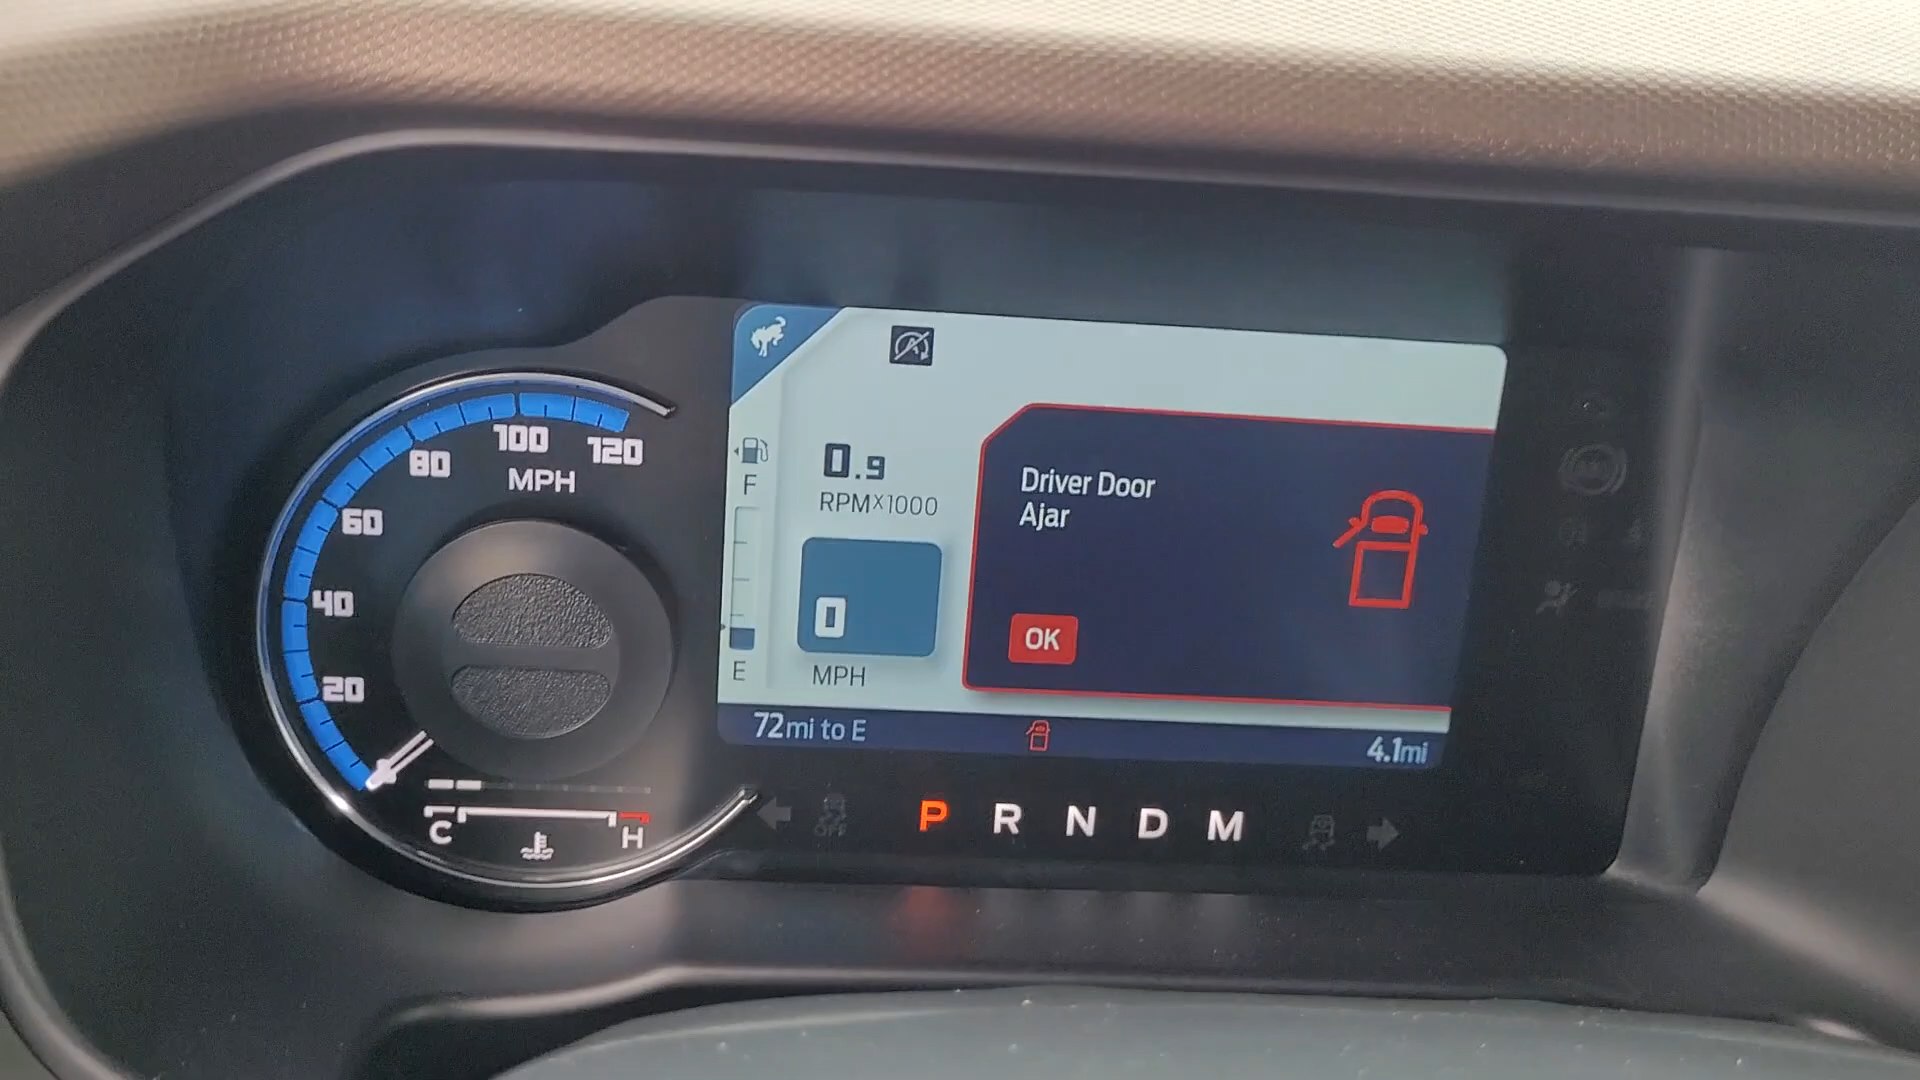 120
100
80
60
40
20
MPH
C
H
F
E
0.9
RPMX1000
0
MPH
Driver Door
Ajar
OK
72mi to E
4.1mi
OFF
P R N D M